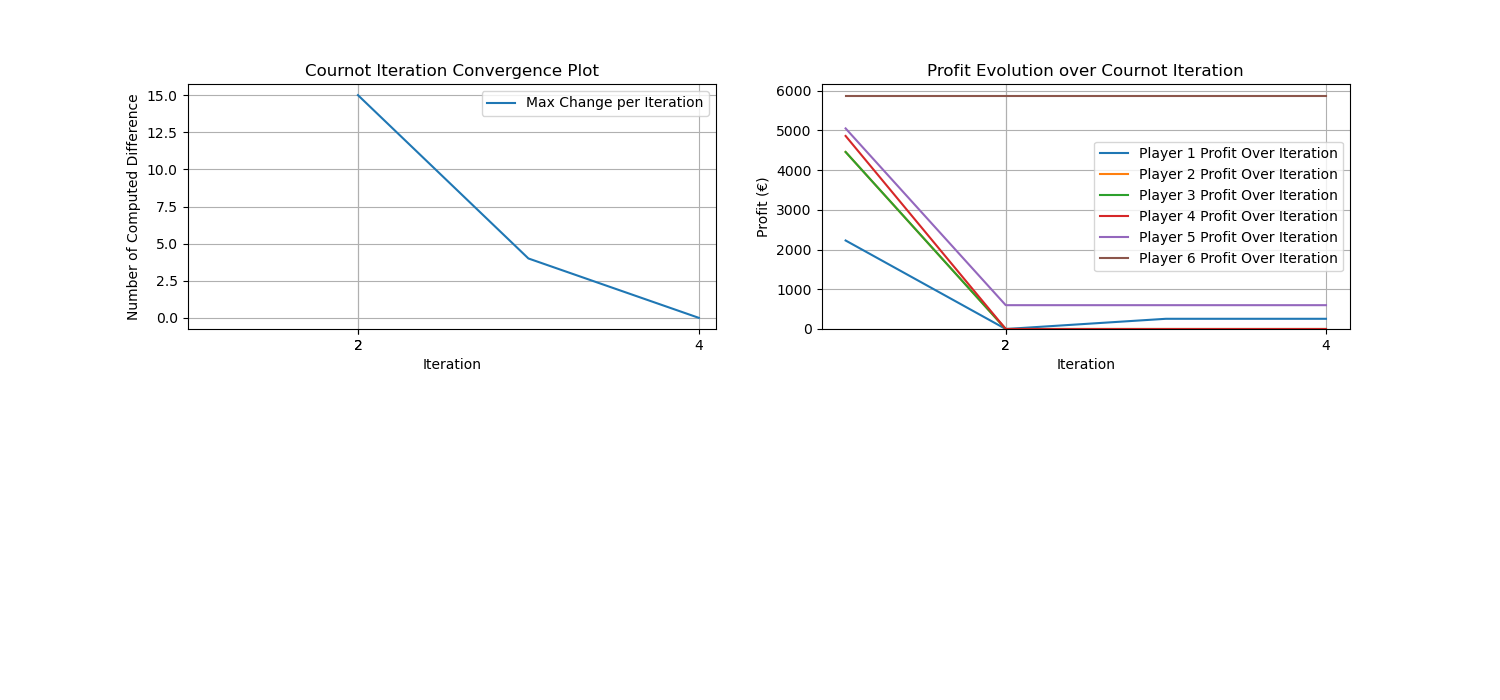 Cournot Iteration Convergence Plot
Number of Computed Difference
15.0
12.5
10.0
7.5
5.0
2.5
0.0
Max Change per Iteration
2
4
Iteration
Profit Evolution over Cournot Iteration
Profit (€)
6000
5000
4000
3000
2000
1000
0
Player 1 Profit Over Iteration
Player 2 Profit Over Iteration
Player 3 Profit Over Iteration
Player 4 Profit Over Iteration
Player 5 Profit Over Iteration
Player 6 Profit Over Iteration
2
4
Iteration